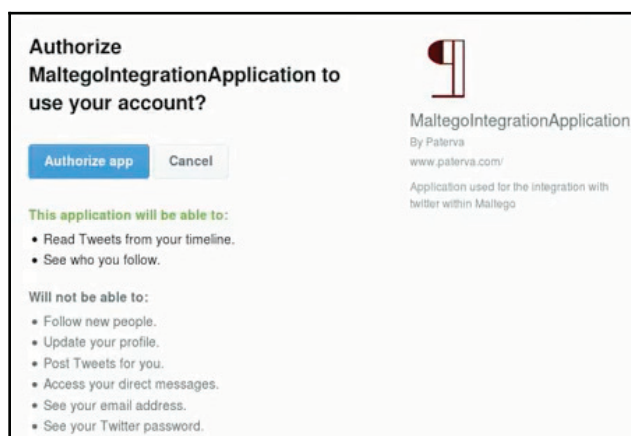 Authorize
MaltegoIntegrationApplication to
use your account?
Authorize app
Cancel
This application will be able to:
• Read Tweets from your timeline.
• See who you follow.
Will not be able to:
• Follow new people.
• Update your profile.
• Post Tweets for you.
• Access your direct messages.
• See your email address.
• See your Twitter password.
MaltegoIntegrationApplication
By Paterva
www.paterva.com/
Application used for the integration with
twitter within Maltego